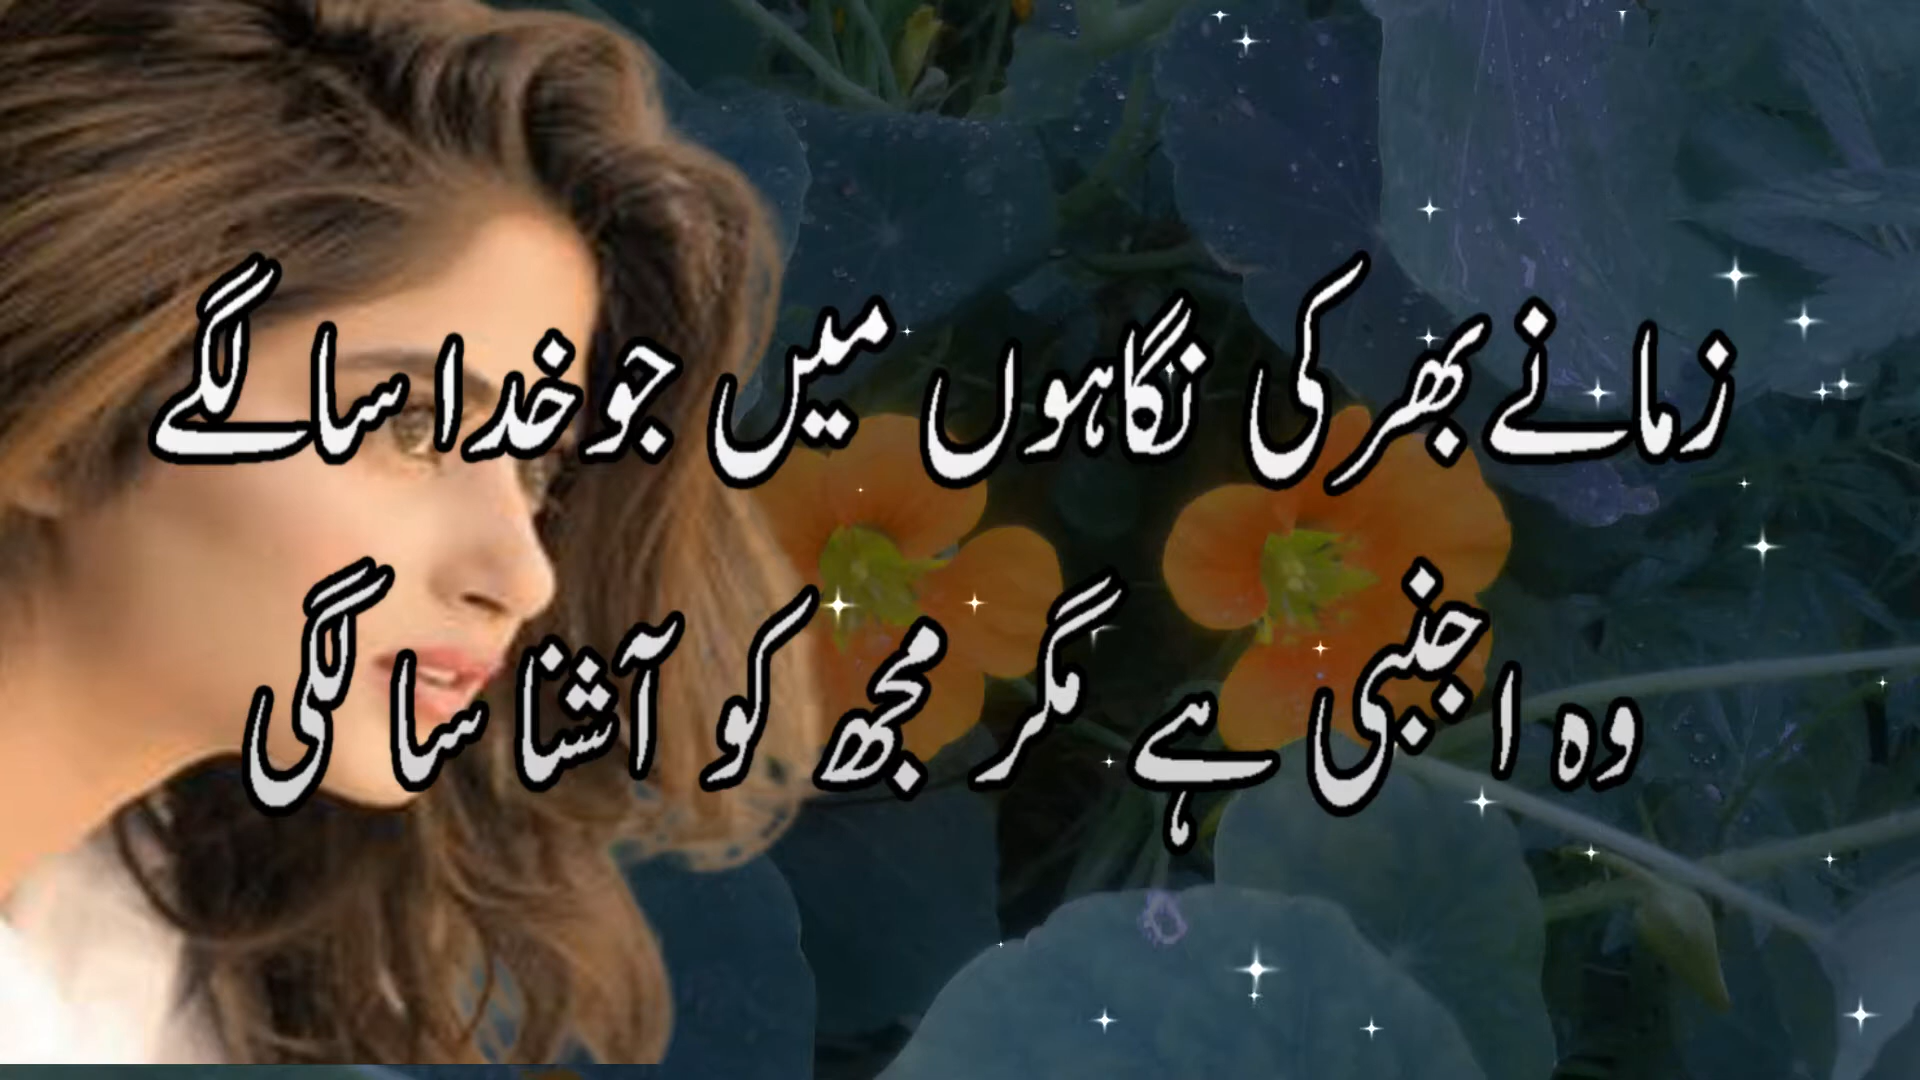 زمانے بھر کی نگاہوں میں جو خدا سا لگے
وہ اجنبی ہے مگر مجھ کو آشنا سا لگی